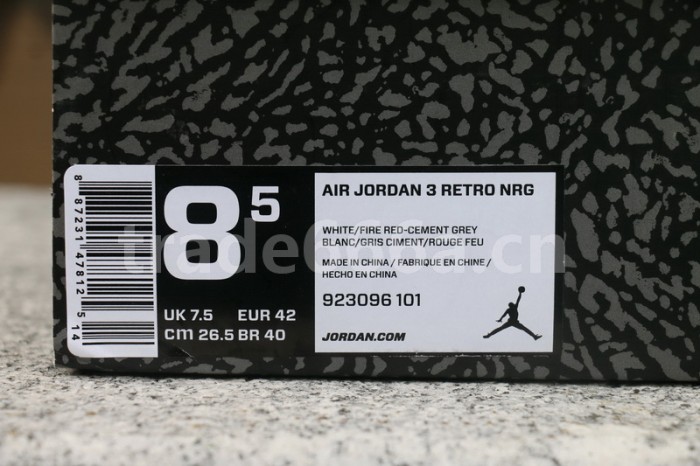 8 87231 47812 5 14
8.5
UK 7.5 EUR 42
cm 26.5 BR 40
AIR JORDAN 3 RETRO NRG
WHITE/FIRE RED-CEMENT GREY
BLANC/GRIS CIMENT/ROUGE FEU
MADE IN CHINA / FABRIQUE EN CHINE /
HECHO EN CHINA
923096 101
JORDAN.COM